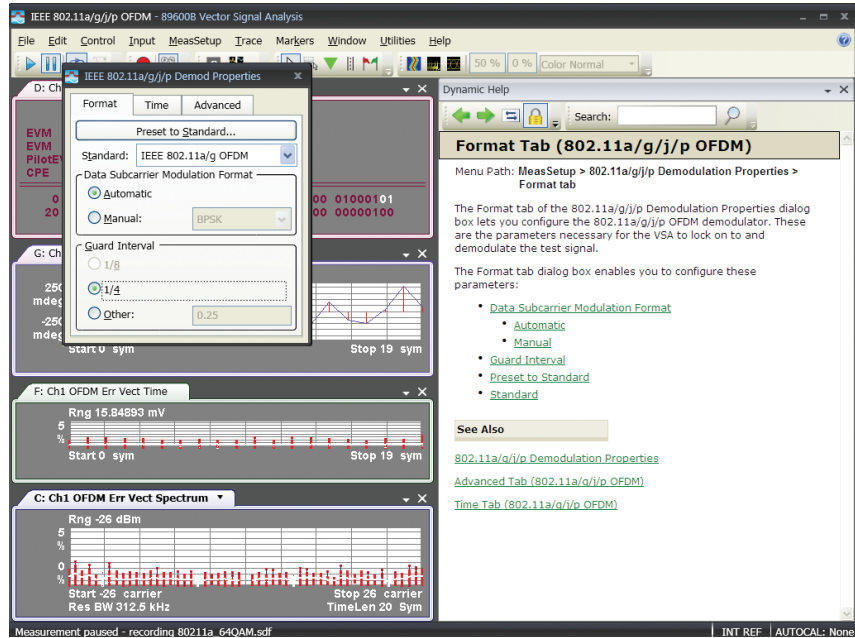 IEEE 802.11a/g/j/p OFDM - 89600B Vector Signal Analysis
File Edit Control Input MeasSetup Trace Markers Window Utilities Help
50 % 0 % Color Normal
D: Ch
IEEE 802.11a/g/j/p Demod Properties
Format Time Advanced
Preset to Standard...
Standard: IEEE 802.11a/g OFDM
Data Subcarrier Modulation Format
Automatic
Manual: BPSK
Guard Interval
1/8
1/4
Other: 0.25
EVM
EVM
PilotEV
CPE
0 00 01000101
20 00 00000100
G: Ch
250
mdeg
-250
mdeg
Start 0 sym Stop 19 sym
F: Ch1 OFDM Err Vect Time
Rng 15.84893 mV
5
%
Start 0 sym Stop 19 sym
C: Ch1 OFDM Err Vect Spectrum
Rng -26 dBm
5
%
0
%
Start -26 carrier Stop 26 carrier
Res BW 312.5 kHz TimeLen 20 Sym
Dynamic Help
Search:
Format Tab (802.11a/g/j/p OFDM)
Menu Path: MeasSetup > 802.11a/g/j/p Demodulation Properties >
Format tab
The Format tab of the 802.11a/g/j/p Demodulation Properties dialog
box lets you configure the 802.11a/g/j/p OFDM demodulator. These
are the parameters necessary for the VSA to lock on to and
demodulate the test signal.
The Format tab dialog box enables you to configure these
parameters:
• Data Subcarrier Modulation Format
• Automatic
• Manual
• Guard Interval
• Preset to Standard
• Standard
See Also
802.11a/g/j/p Demodulation Properties
Advanced Tab (802.11a/g/j/p OFDM)
Time Tab (802.11a/g/j/p OFDM)
Measurement paused - recording 80211a_64QAM.sdf INT REF AUTOCAL: None